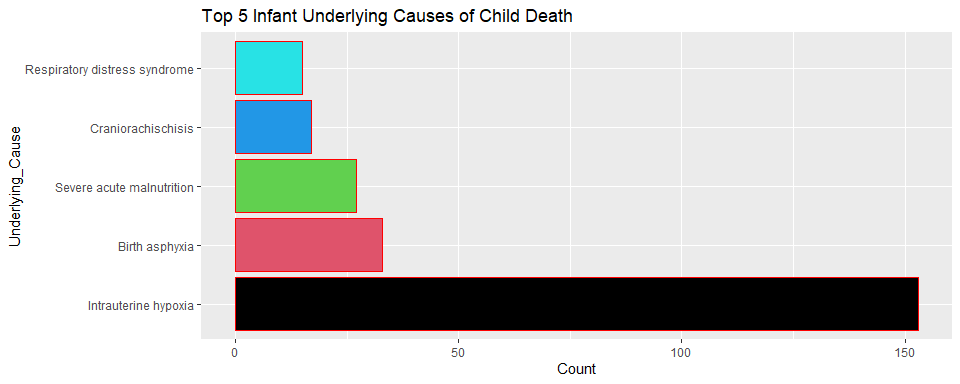 Top 5 Infant Underlying Causes of Child Death
Underlying_Cause
Respiratory distress syndrome
Craniorachischisis
Severe acute malnutrition
Birth asphyxia
Intrauterine hypoxia
0 50 100 150
Count